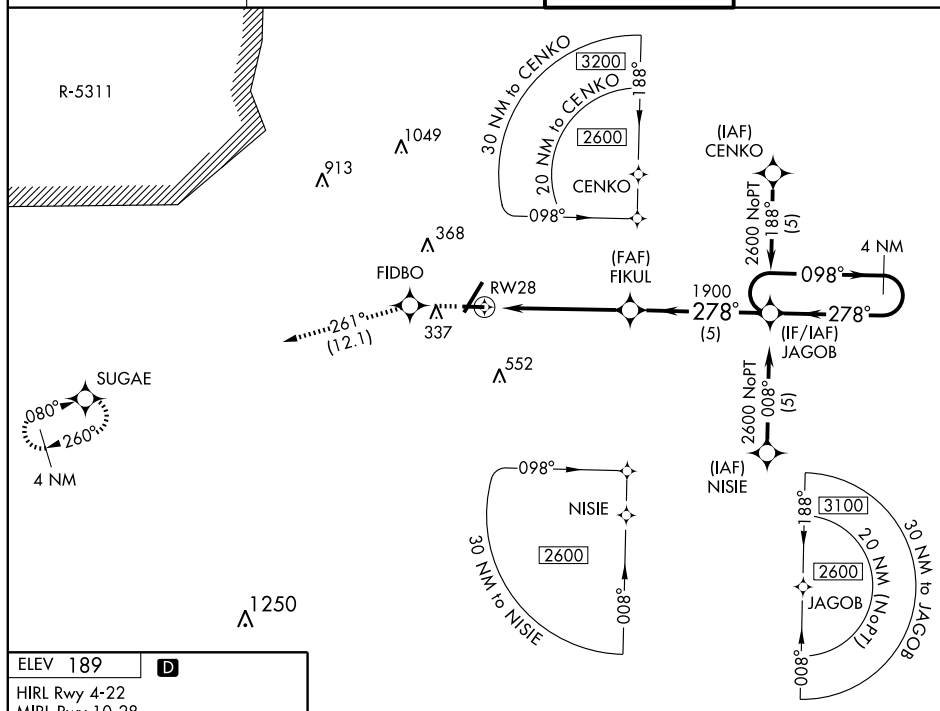 R-5311
1049
913
368
30 NM to CENKO
3200
20 NM to CENKO
2600
188°
CENKO
098°
(IAF)
CENKO
2600 NoPT
188°
(5)
4 NM
098°
278°
(IF/IAF)
JAGOB
(FAF)
FIKUL
1900
278°
(5)
FIDBO
RW28
337
261°
(12.1)
552
SUGAE
080°
260°
4 NM
2600 NoPT
008°
(5)
(IAF)
NISIE
098°
NISIE
2600
30 NM to NISIE
008°
188°
3100
2600
20 NM (NoPT)
30 NM to JAGOB
JAGOB
008°
1250
ELEV 189
D
HIRL Rwy 4-22
MIRL Rwy 10-28